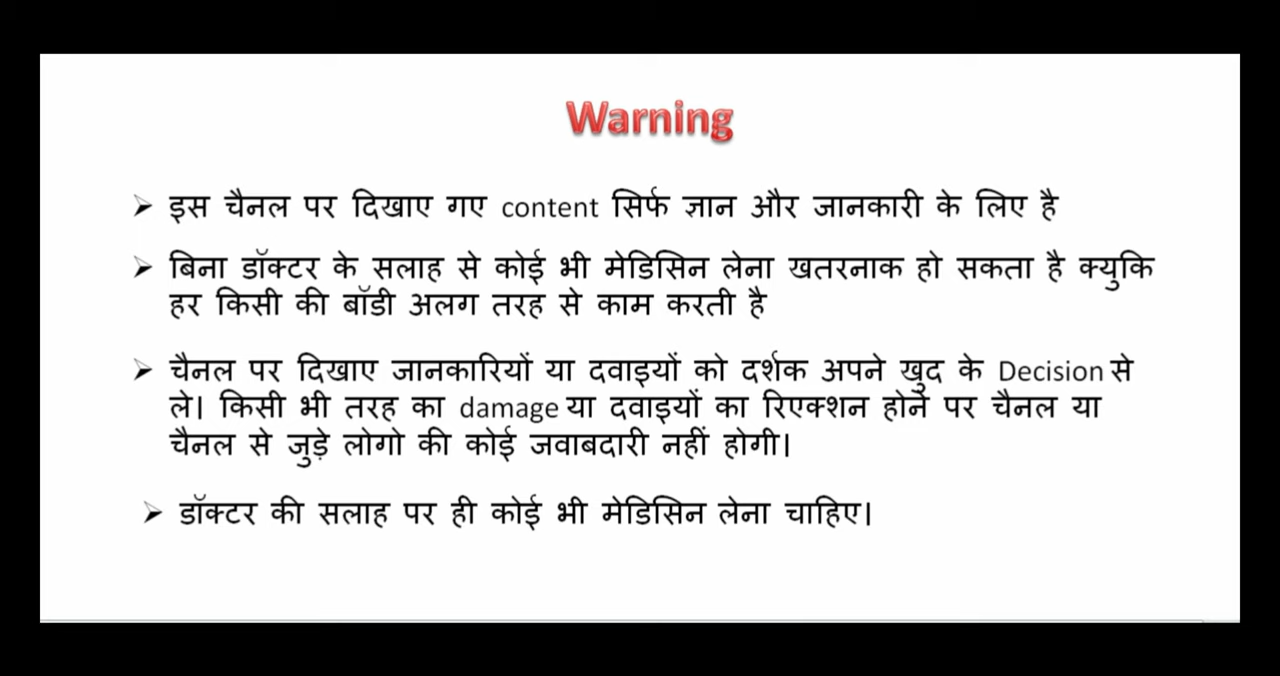 Warning
➢ इस चैनल पर दिखाए गए content सिर्फ ज्ञान और जानकारी के लिए है
➢ बिना डॉक्टर के सलाह से कोई भी मेडिसिन लेना खतरनाक हो सकता है क्युकि
हर किसी की बॉडी अलग तरह से काम करती है
➢ चैनल पर दिखाए जानकारियों या दवाइयों को दर्शक अपने खुद के Decision से
ले। किसी भी तरह का damage या दवाइयों का रिएक्शन होने पर चैनल या
चैनल से जुड़े लोगो की कोई जवाबदारी नहीं होगी।
➢ डॉक्टर की सलाह पर ही कोई भी मेडिसिन लेना चाहिए।